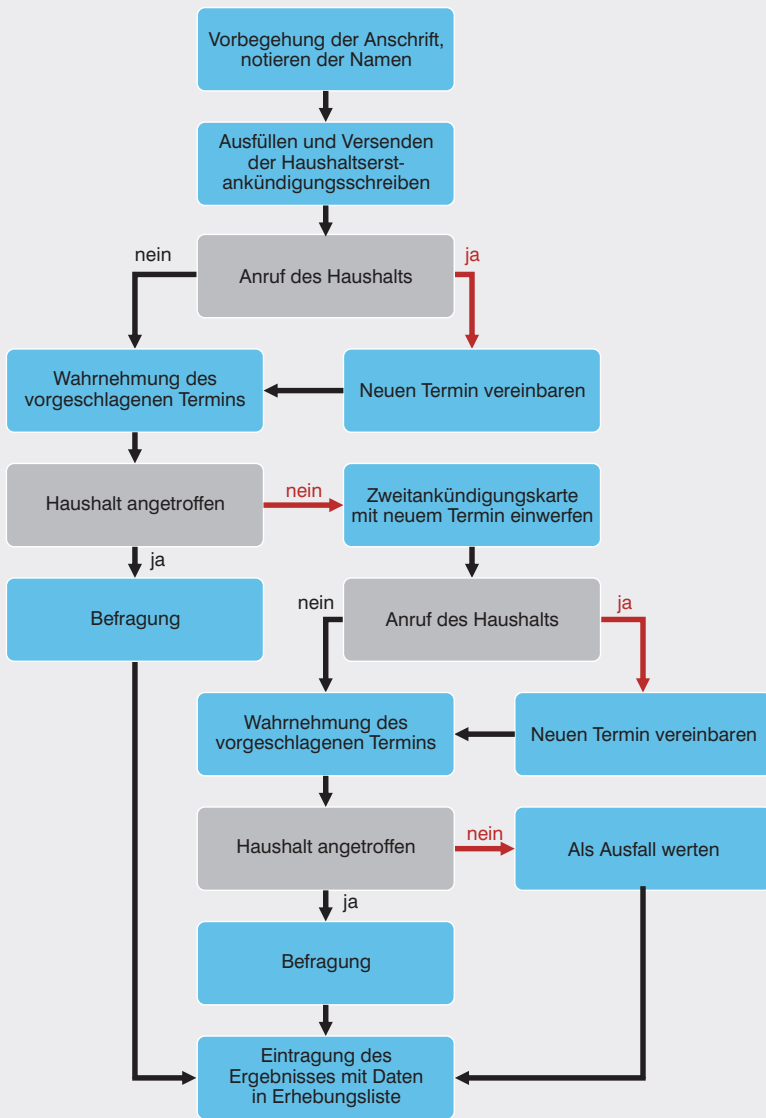 Vorbegehung der Anschrift,
notieren der Namen
Ausfüllen und Versenden
der Haushaltserst-
ankündigungsschreiben
nein
ja
Anruf des Haushalts
Wahrnehmung des
vorgeschlagenen Termins
Neuen Termin vereinbaren
Haushalt angetroffen
nein
Zweitankündigungskarte
mit neuem Termin einwerfen
ja
Befragung
nein
Anruf des Haushalts
ja
Wahrnehmung des
vorgeschlagenen Termins
Neuen Termin vereinbaren
Haushalt angetroffen
nein
Als Ausfall werten
ja
Befragung
Eintragung des
Ergebnisses mit Daten
in Erhebungsliste